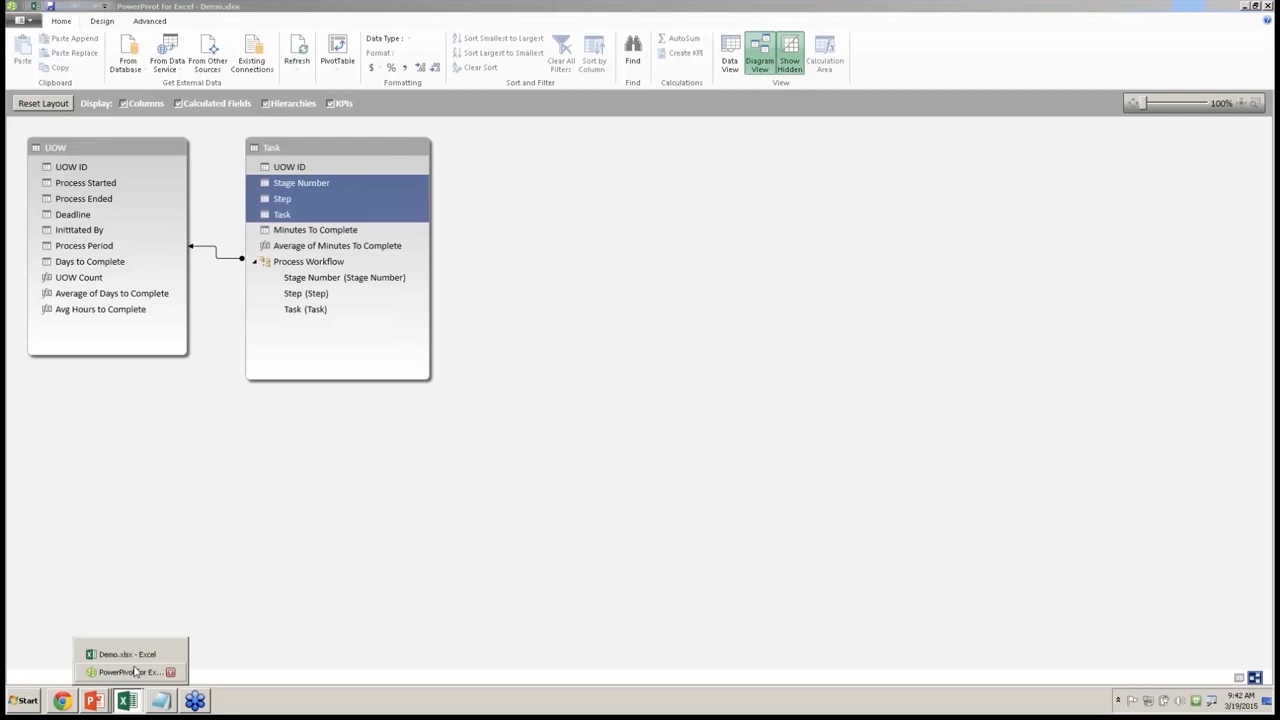 PowerPivot for Excel - Demo.xlsx
Home Design Advanced
Paste
Paste Append
Paste Replace
Copy
Clipboard
From Database
From Data Service
From Other Sources
Existing Connections
Get External Data
Refresh
PivotTable
Data Type :
Format :
$ % ,
Formatting
Sort Smallest to Largest
Sort Largest to Smallest
Clear Sort
Clear All Filters
Sort by Column
Sort and Filter
Find
Find
AutoSum
Create KPI
Calculations
Data View
Diagram View
Show Hidden
Calculation Area
View
Reset Layout Display: Columns Calculated Fields Hierarchies KPIs 100%
UOW
UOW ID
Process Started
Process Ended
Deadline
Inititated By
Process Period
Days to Complete
UOW Count
Average of Days to Complete
Avg Hours to Complete
Task
UOW ID
Stage Number
Step
Task
Minutes To Complete
Average of Minutes To Complete
Process Workflow
Stage Number (Stage Number)
Step (Step)
Task (Task)
Demo.xlsx - Excel
PowerPivot for Ex...
Start
9:42 AM
3/19/2015